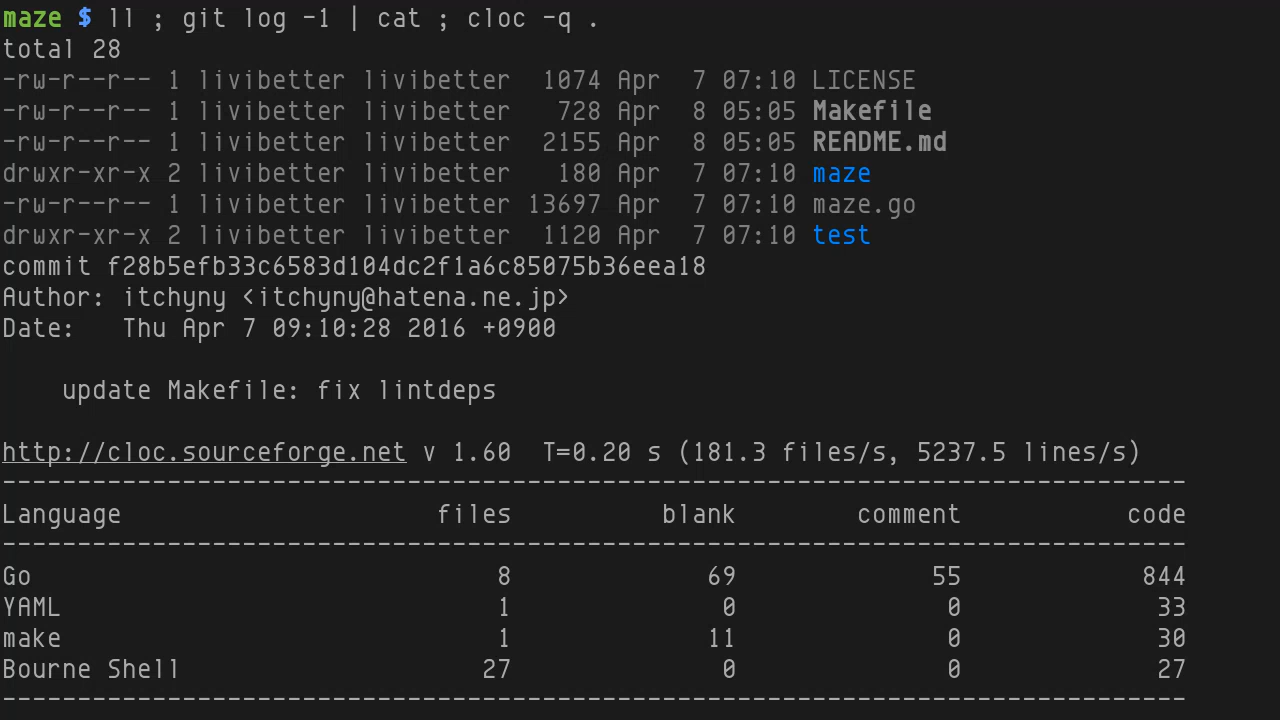 maze $ ll ; git log -1 | cat ; cloc -q .
total 28
-rw-r--r-- 1 livibetter livibetter  1074 Apr  7 07:10 LICENSE
-rw-r--r-- 1 livibetter livibetter   728 Apr  8 05:05 Makefile
-rw-r--r-- 1 livibetter livibetter  2155 Apr  8 05:05 README.md
drwxr-xr-x 2 livibetter livibetter   180 Apr  7 07:10 maze
-rw-r--r-- 1 livibetter livibetter 13697 Apr  7 07:10 maze.go
drwxr-xr-x 2 livibetter livibetter  1120 Apr  7 07:10 test
commit f28b5efb33c6583d104dc2f1a6c85075b36eea18
Author: itchyny <itchyny@hatena.ne.jp>
Date:   Thu Apr 7 09:10:28 2016 +0900
    update Makefile: fix lintdeps
http://cloc.sourceforge.net v 1.60  T=0.20 s (181.3 files/s, 5237.5 lines/s)
-------------------------------------------------------------------------------
Language                     files          blank        comment           code
-------------------------------------------------------------------------------
Go                               8             69             55            844
YAML                             1              0              0             33
make                             1             11              0             30
Bourne Shell                    27              0              0             27
-------------------------------------------------------------------------------